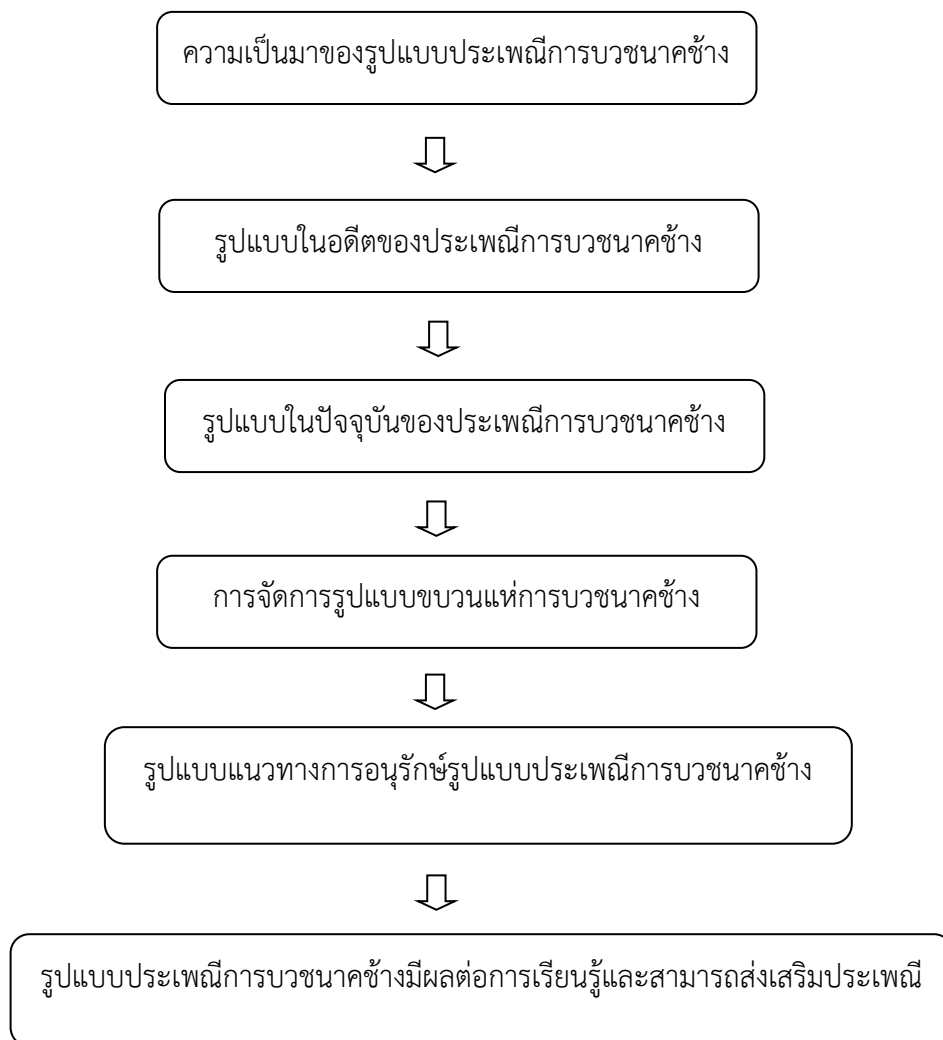 ความเป็นมาของรูปแบบประเพณีการบวชนาคช้าง
รูปแบบในอดีตของประเพณีการบวชนาคช้าง
รูปแบบในปัจจุบันของประเพณีการบวชนาคช้าง
การจัดการรูปแบบขบวนแห่การบวชนาคช้าง
รูปแบบแนวทางการอนุรักษ์รูปแบบประเพณีการบวชนาคช้าง
รูปแบบประเพณีการบวชนาคช้างมีผลต่อการเรียนรู้และสามารถส่งเสริมประเพณี